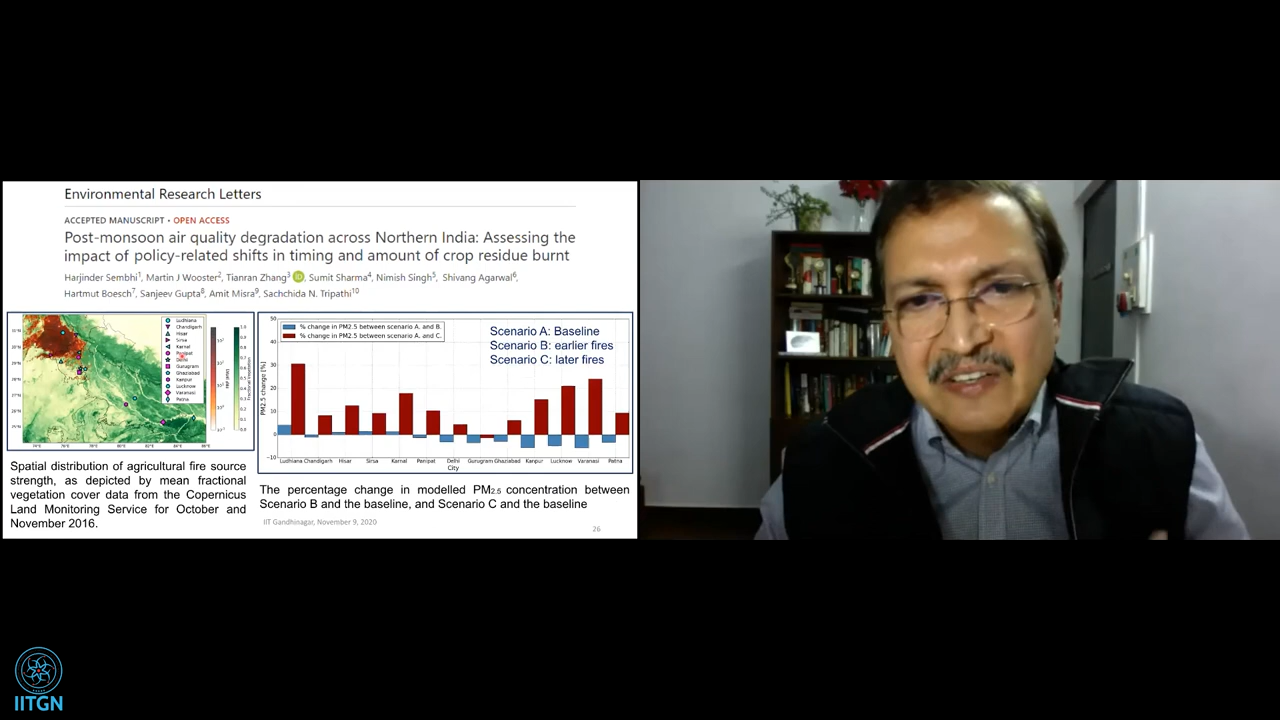 Environmental Research Letters
ACCEPTED MANUSCRIPT • OPEN ACCESS
Post-monsoon air quality degradation across Northern India: Assessing the
impact of policy-related shifts in timing and amount of crop residue burnt
Harjinder Sembhi1, Martin J Wooster2, Tianran Zhang3 iD, Sumit Sharma4, Nimish Singh5, Shivang Agarwal6,
Hartmut Boesch7, Sanjeev Gupta8, Amit Misra9, Sachchida N. Tripathi10
Ludhiana
Chandigarh
Hisar
Sirsa
Karnal
Panipat
Delhi
Gurugram
Ghaziabad
Kanpur
Lucknow
Varanasi
Patna
% change in PM2.5 between scenario A. and B.
% change in PM2.5 between scenario A. and C.
Scenario A: Baseline
Scenario B: earlier fires
Scenario C: later fires
PM2.5 change [%]
50
40
30
20
10
0
−10
Ludhiana Chandigarh Hisar Sirsa Karnal Panipat Delhi Gurugram Ghaziabad Kanpur Lucknow Varanasi Patna
City
Spatial distribution of agricultural fire source
strength, as depicted by mean fractional
vegetation cover data from the Copernicus
Land Monitoring Service for October and
November 2016.
The percentage change in modelled PM2.5 concentration between
Scenario B and the baseline, and Scenario C and the baseline
IIT Gandhinagar, November 9, 2020
26
IITGN